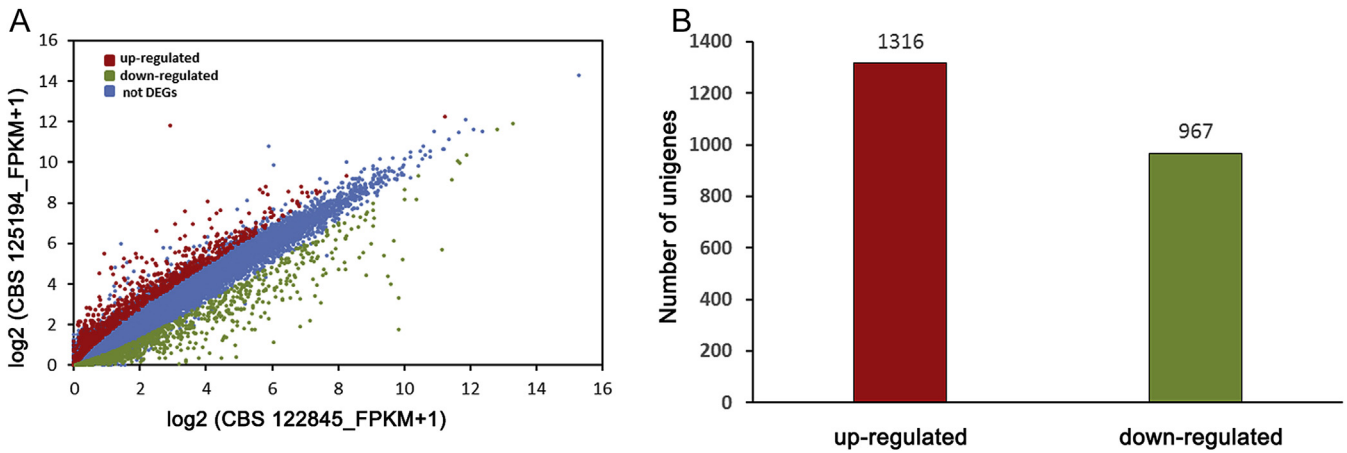 A
16
14
12
10
8
6
4
2
0
log2 (CBS 125194_FPKM+1)
up-regulated
down-regulated
not DEGs
0 2 4 6 8 10 12 14 16
log2 (CBS 122845_FPKM+1)
B
1400
1200
1000
800
600
400
200
0
Number of unigenes
1316
967
up-regulated down-regulated